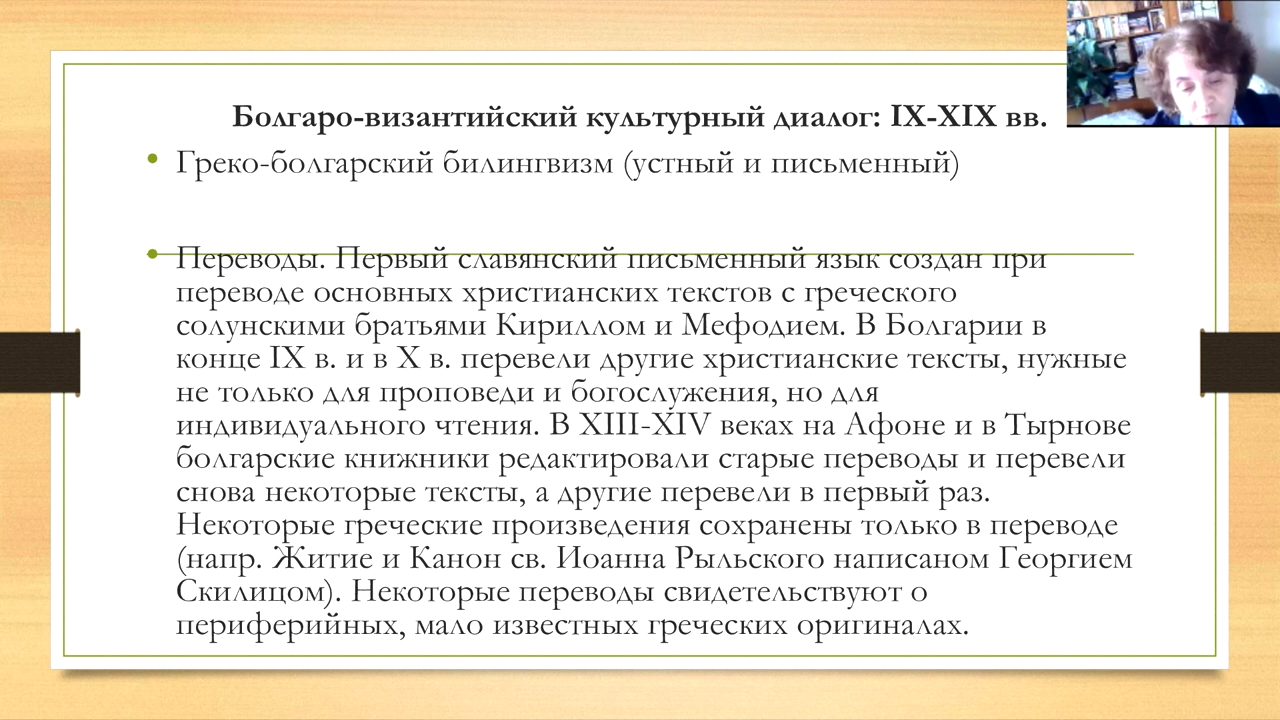 Болгаро-византийский культурный диалог: IX-XIX вв.
• Греко-болгарский билингвизм (устный и письменный)
• Переводы. Первый славянский письменный язык создан при
переводе основных христианских текстов с греческого
солунскими братьями Кириллом и Мефодием. В Болгарии в
конце IX в. и в X в. перевели другие христианские тексты, нужные
не только для проповеди и богослужения, но для
индивидуального чтения. В XIII-XIV веках на Афоне и в Тырнове
болгарские книжники редактировали старые переводы и перевели
снова некоторые тексты, а другие перевели в первый раз.
Некоторые греческие произведения сохранены только в переводе
(напр. Житие и Канон св. Иоанна Рыльского написаном Георгием
Скилицом). Некоторые переводы свидетельствуют о
периферийных, мало известных греческих оригиналах.